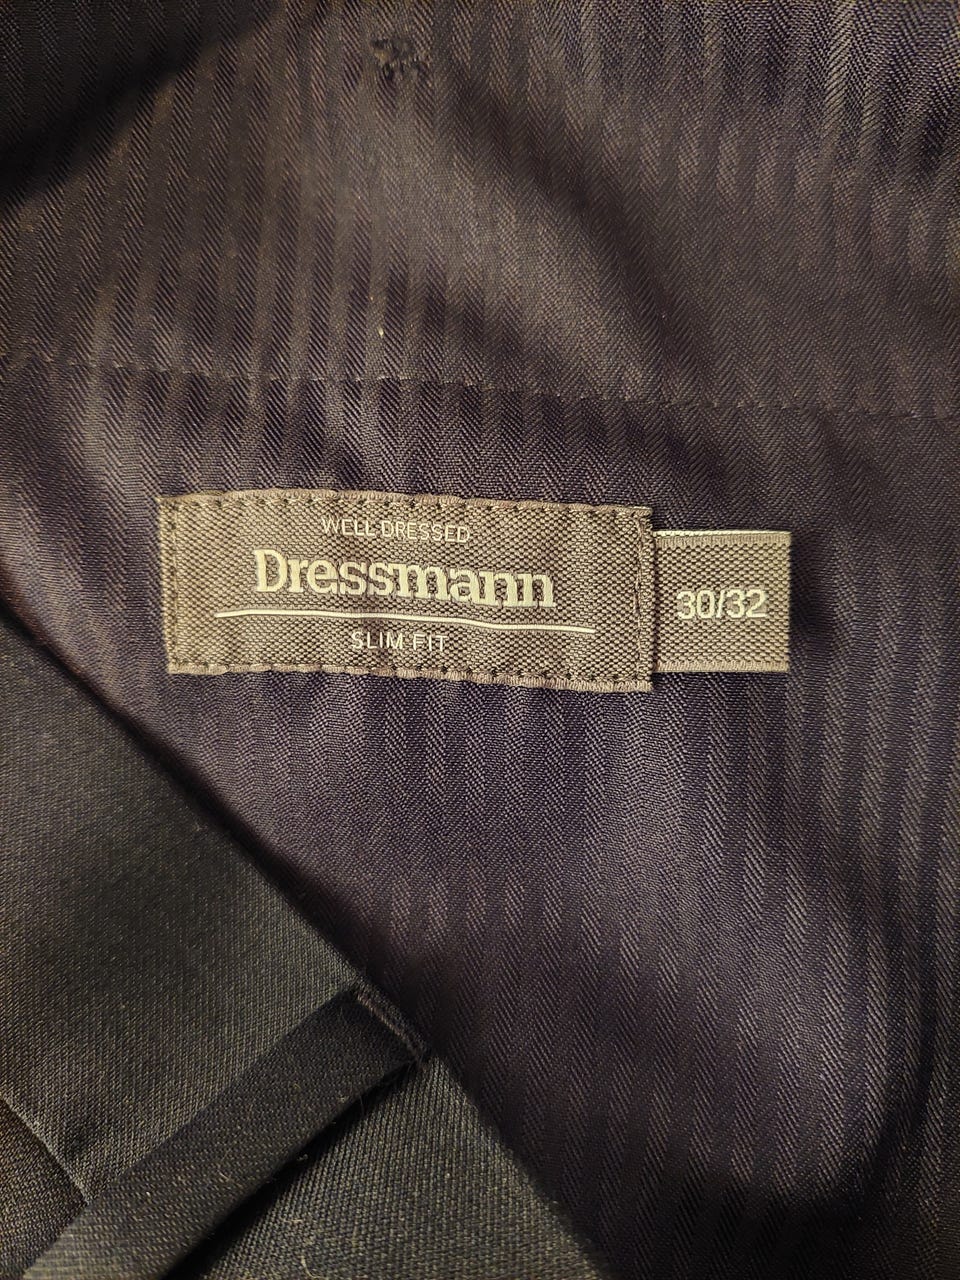 WELL DRESSED
Dressmann
SLIM FIT
30/32